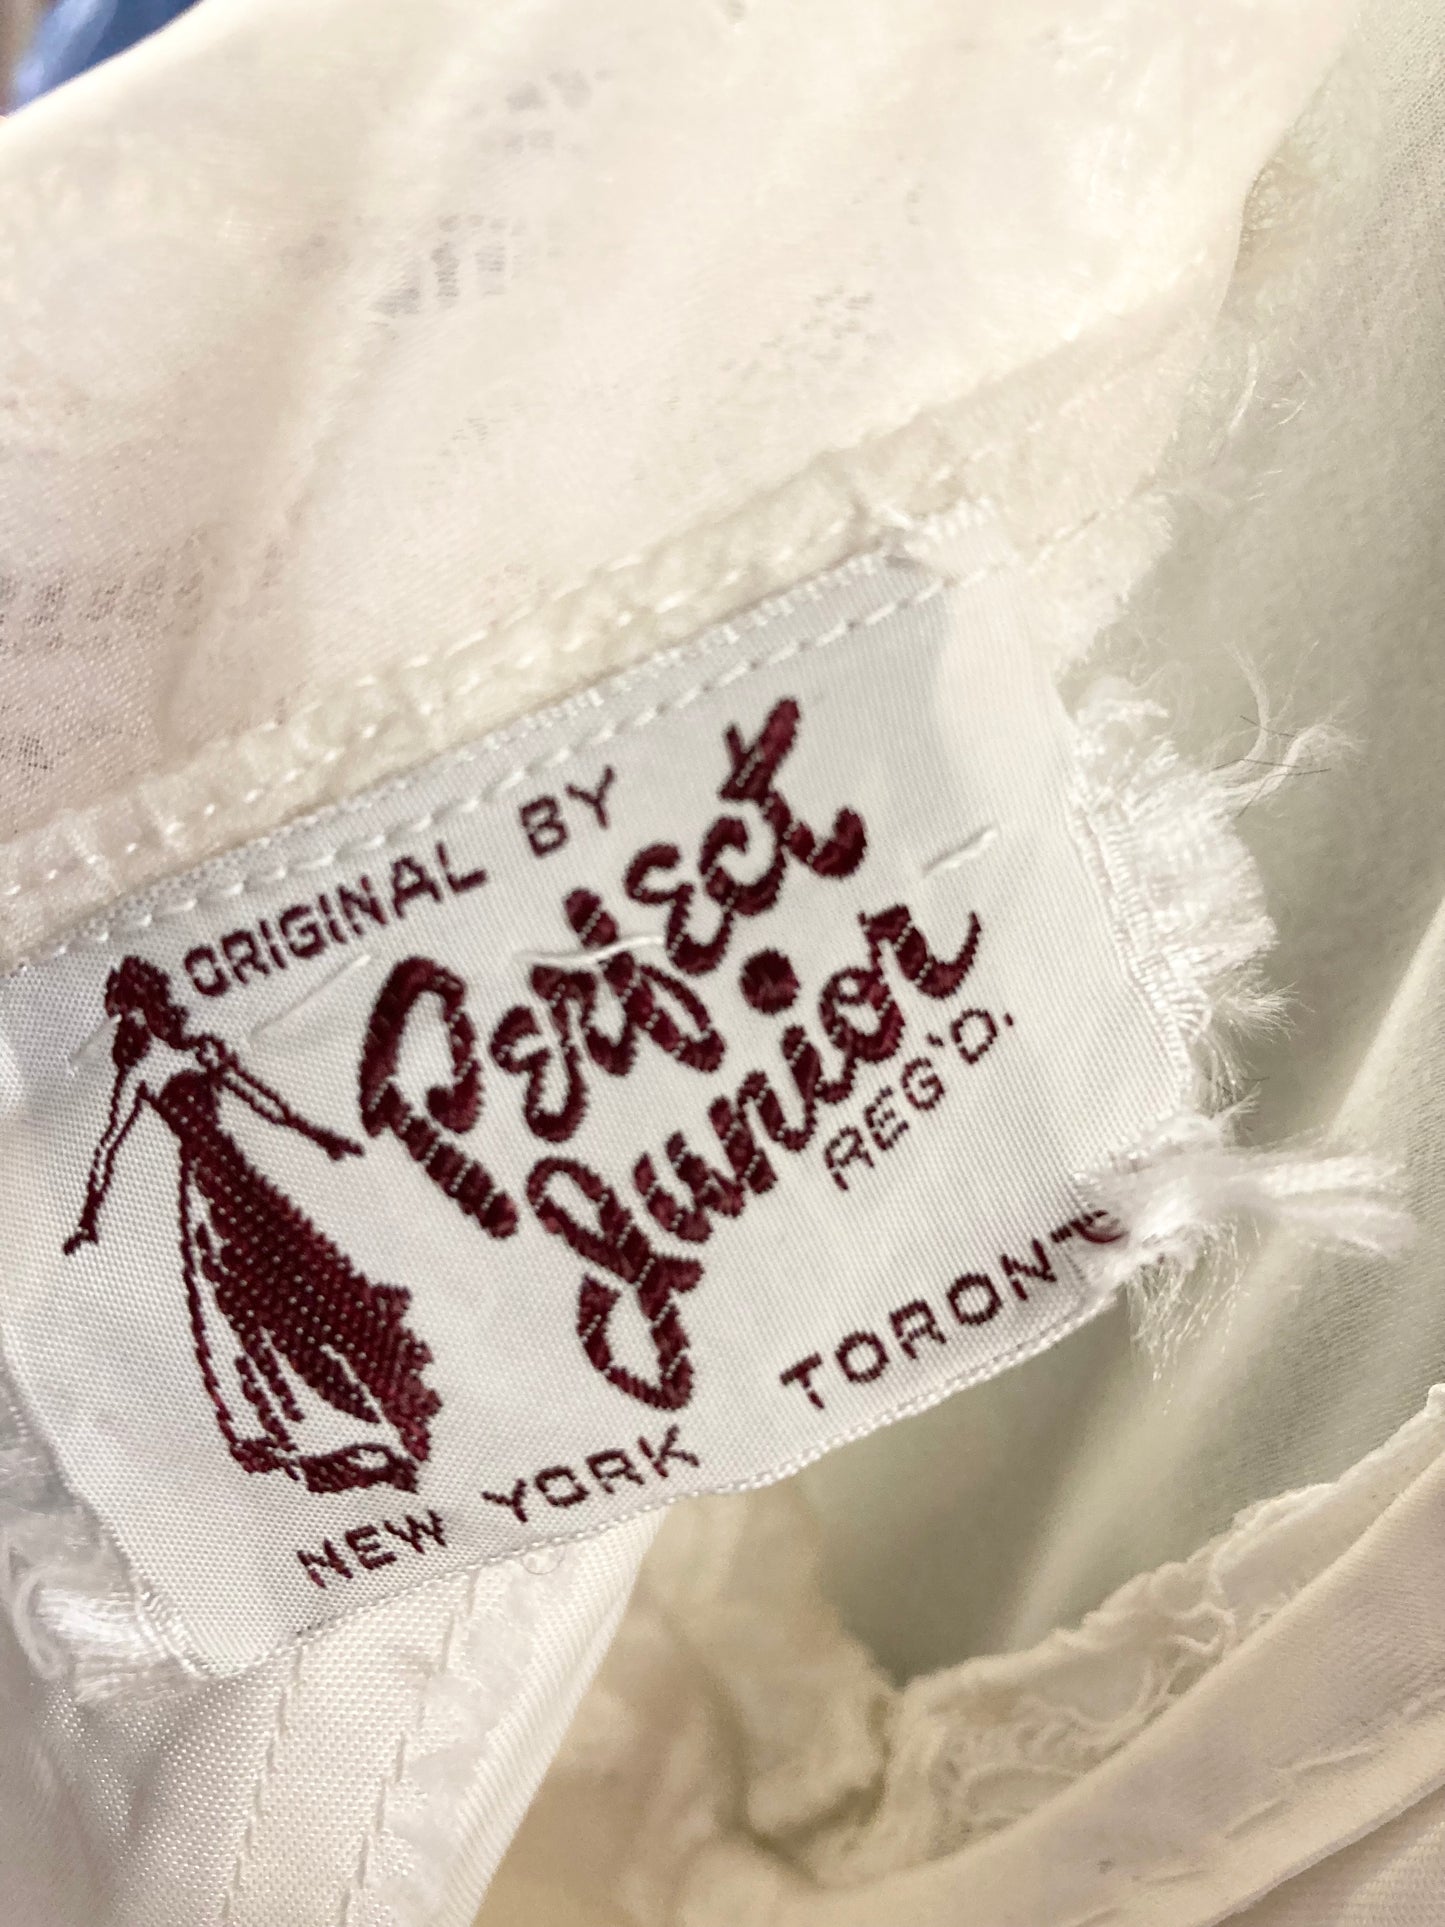 ORIGINAL BY
Perfect
Junior
REG'D.
NEW YORK TORONTO